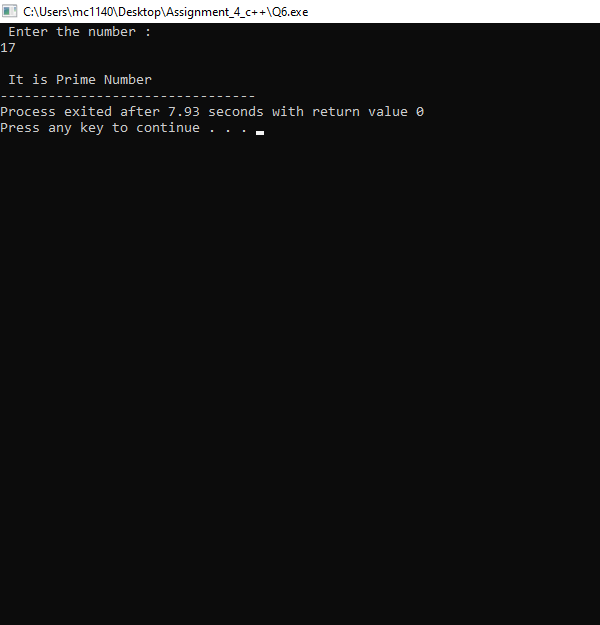 C:\Users\mc1140\Desktop\Assignment_4_c++\Q6.exe
Enter the number :
17
It is Prime Number
--------------------------------
Process exited after 7.93 seconds with return value 0
Press any key to continue . . .